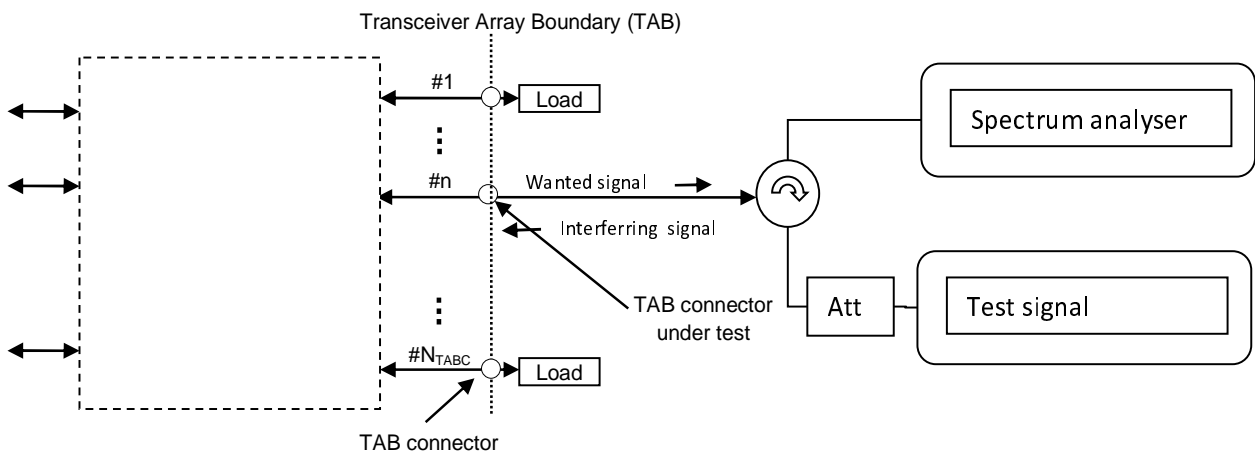 Transceiver Array Boundary (TAB)
#1
Load
Spectrum analyser
#n
Wanted signal
Interferring signal
TAB connector
under test
Att
Test signal
#NTABC
Load
TAB connector